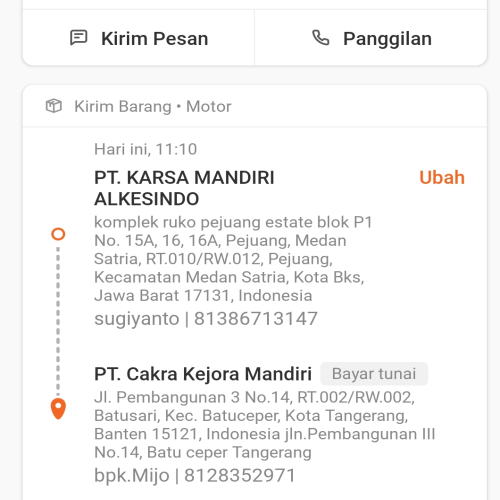 Kirim Pesan
Panggilan
Kirim Barang • Motor
Hari ini, 11:10
PT. KARSA MANDIRI
ALKESINDO
Ubah
komplek ruko pejuang estate blok P1
No. 15A, 16, 16A, Pejuang, Medan
Satria, RT.010/RW.012, Pejuang,
Kecamatan Medan Satria, Kota Bks,
Jawa Barat 17131, Indonesia
sugiyanto | 81386713147
PT. Cakra Kejora Mandiri
Bayar tunai
Jl. Pembangunan 3 No.14, RT.002/RW.002,
Batusari, Kec. Batuceper, Kota Tangerang,
Banten 15121, Indonesia jln.Pembangunan III
No.14, Batu ceper Tangerang
bpk.Mijo | 8128352971